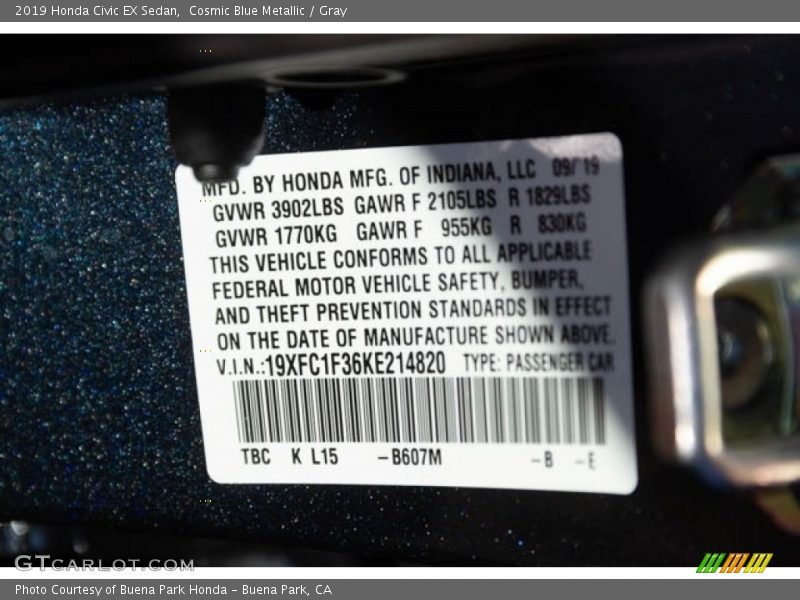 2019 Honda Civic EX Sedan, Cosmic Blue Metallic / Gray
MFD. BY HONDA MFG. OF INDIANA, LLC 09/19
GVWR 3902LBS GAWR F 2105LBS R 1829LBS
GVWR 1770KG GAWR F 955KG R 830KG
THIS VEHICLE CONFORMS TO ALL APPLICABLE
FEDERAL MOTOR VEHICLE SAFETY, BUMPER,
AND THEFT PREVENTION STANDARDS IN EFFECT
ON THE DATE OF MANUFACTURE SHOWN ABOVE.
V.I.N.:19XFC1F36KE214820 TYPE: PASSENGER CAR
TBC K L15 -B607M -B -E
GTCARLOT.COM
Photo Courtesy of Buena Park Honda - Buena Park, CA